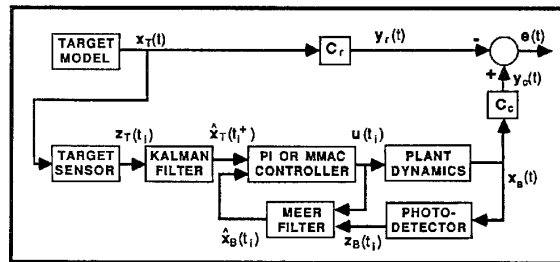 TARGET MODEL
x_T(t)
C_r
y_r(t)
-
e(t)
+
y_c(t)
C_c
z_T(t_i)
x̂_T(t_i⁺)
u(t_i)
TARGET SENSOR
KALMAN FILTER
PI OR MMAC CONTROLLER
PLANT DYNAMICS
x_B(t)
MEER FILTER
PHOTO-DETECTOR
x̂_B(t_i)
z_B(t_i)